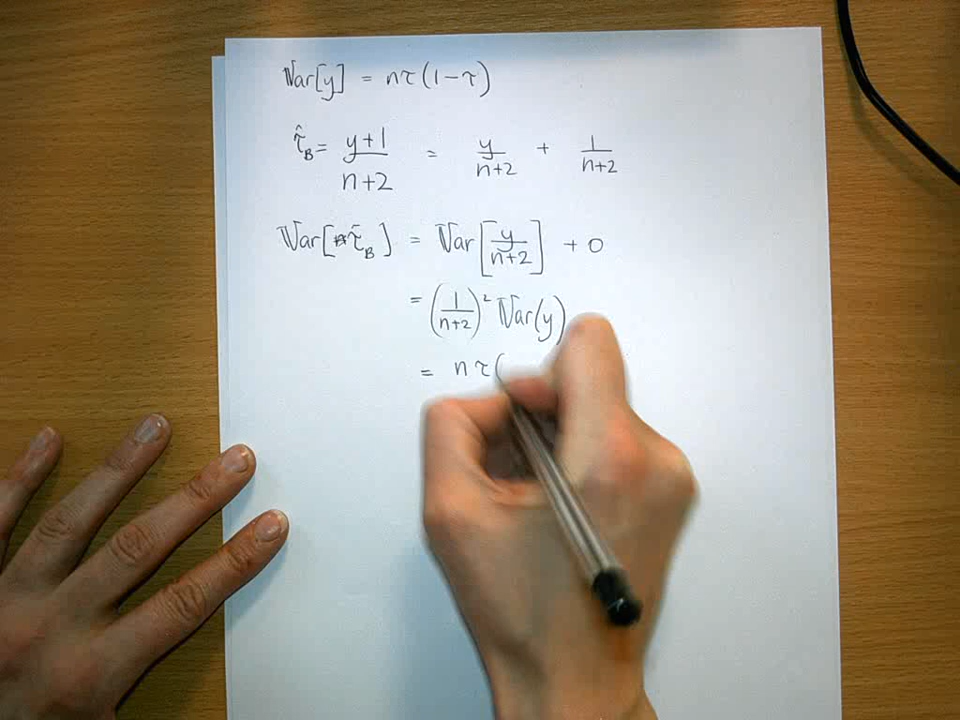 Var[y] = nτ(1-τ)
τ̂_B = (y+1)/(n+2) = y/(n+2) + 1/(n+2)
Var[τ̂_B] = Var[y/(n+2)] + 0
= (1/(n+2))² Var(y)
= nτ(